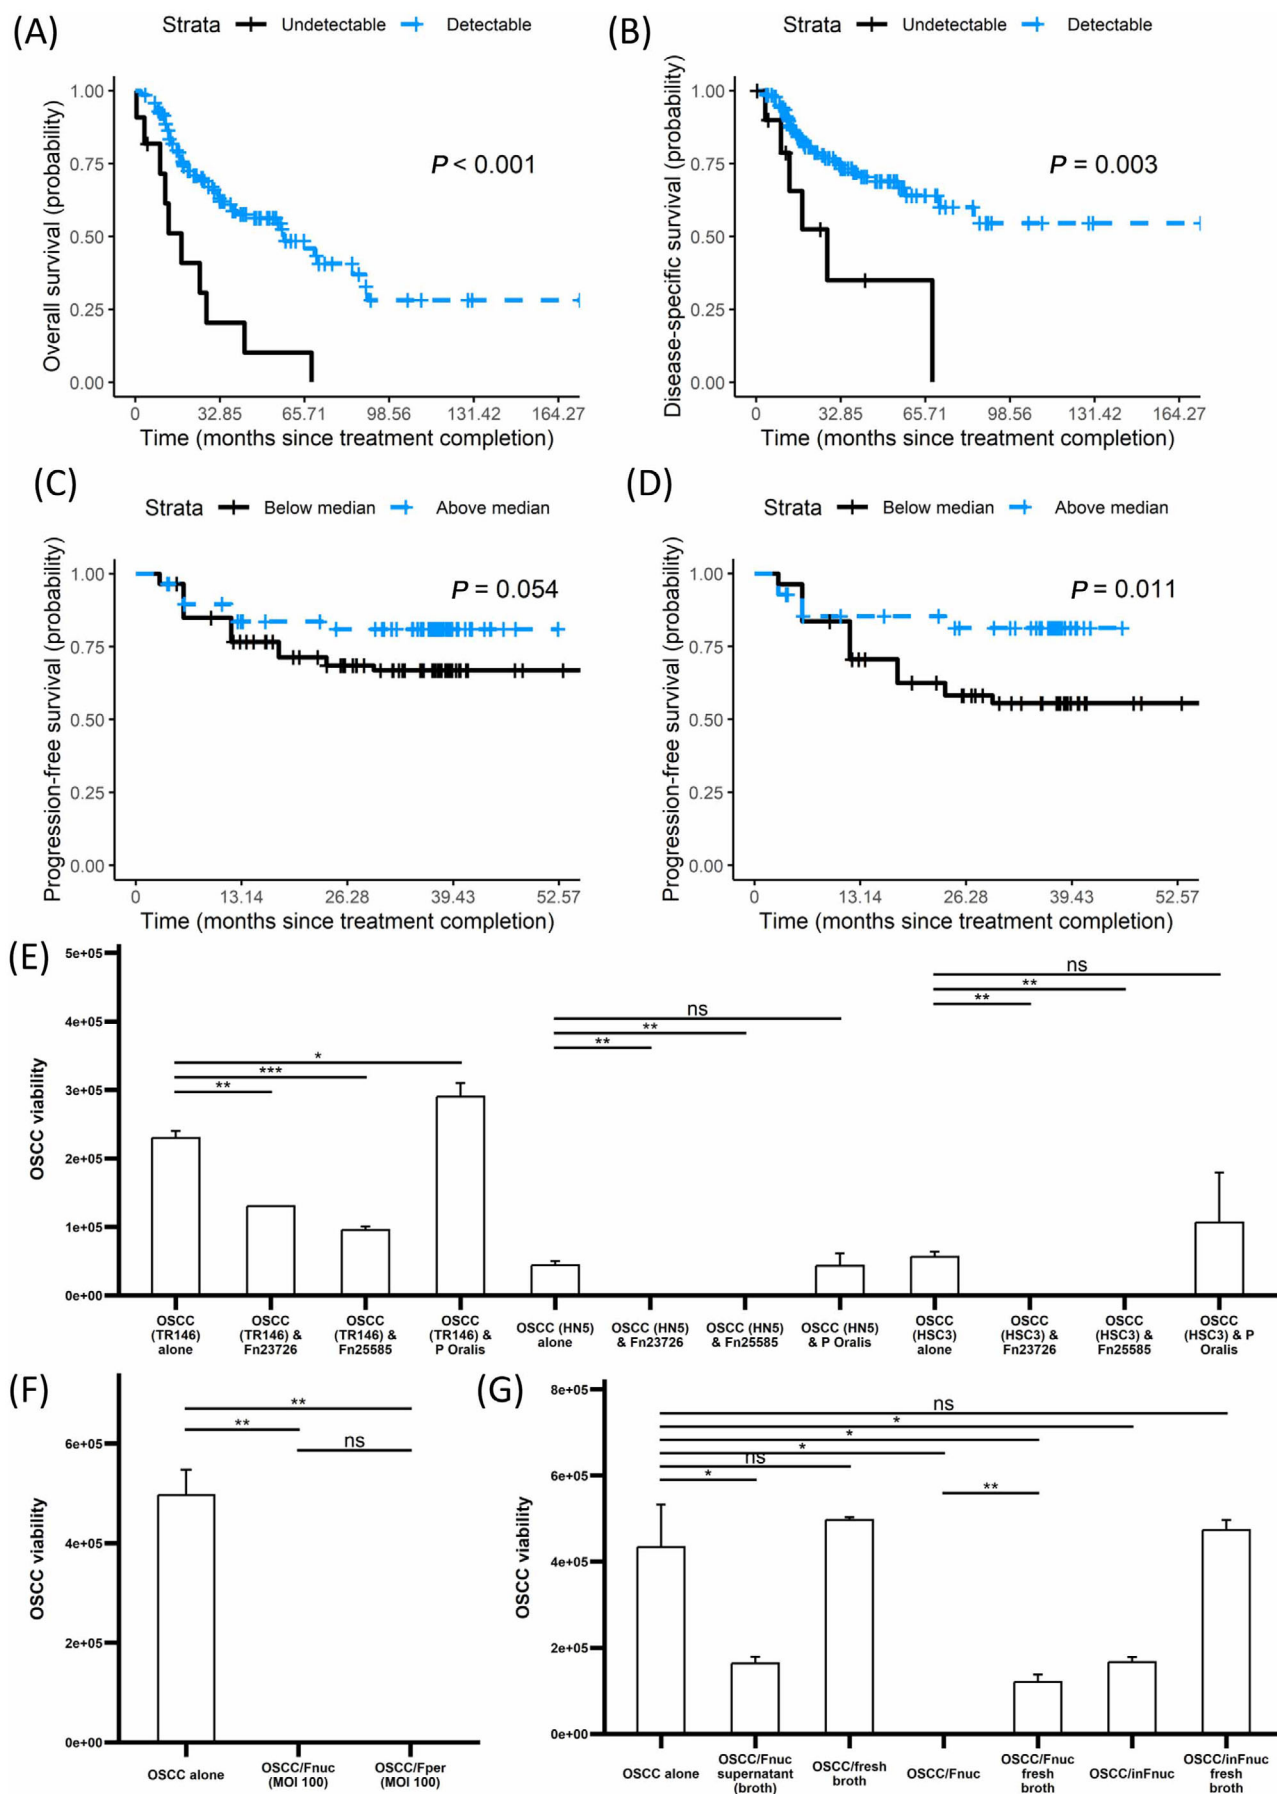 (A)
Strata Undetectable Detectable
Overall survival (probability)
1.00
0.75
0.50
0.25
0.00
P < 0.001
0 32.85 65.71 98.56 131.42 164.27
Time (months since treatment completion)
(B)
Strata Undetectable Detectable
Disease-specific survival (probability)
1.00
0.75
0.50
0.25
0.00
P = 0.003
0 32.85 65.71 98.56 131.42 164.27
Time (months since treatment completion)
(C)
Strata Below median Above median
Progression-free survival (probability)
1.00
0.75
0.50
0.25
0.00
P = 0.054
0 13.14 26.28 39.43 52.57
Time (months since treatment completion)
(D)
Strata Below median Above median
Progression-free survival (probability)
1.00
0.75
0.50
0.25
0.00
P = 0.011
0 13.14 26.28 39.43 52.57
Time (months since treatment completion)
(E)
OSCC viability
5e+05
4e+05
3e+05
2e+05
1e+05
0e+00
*
***
**
ns
**
**
ns
**
**
OSCC
(TR146)
alone
OSCC
(TR146) &
Fn23726
OSCC
(TR146) &
Fn25585
OSCC
(TR146) &
P Oralis
OSCC (HN5)
alone
OSCC (HN5)
& Fn23726
OSCC (HN5)
& Fn25585
OSCC (HN5)
& P Oralis
OSCC
(HSC3)
alone
OSCC
(HSC3) &
Fn23726
OSCC
(HSC3) &
Fn25585
OSCC
(HSC3) & P
Oralis
(F)
OSCC viability
6e+05
4e+05
2e+05
0e+00
**
**
ns
OSCC alone
OSCC/Fnuc
(MOI 100)
OSCC/Fper
(MOI 100)
(G)
OSCC viability
8e+05
6e+05
4e+05
2e+05
0e+00
ns
*
*
*
ns
*
**
OSCC alone
OSCC/Fnuc
supernatant
(broth)
OSCC/fresh
broth
OSCC/Fnuc
OSCC/Fnuc
fresh
broth
OSCC/inFnuc
OSCC/inFnuc
fresh
broth